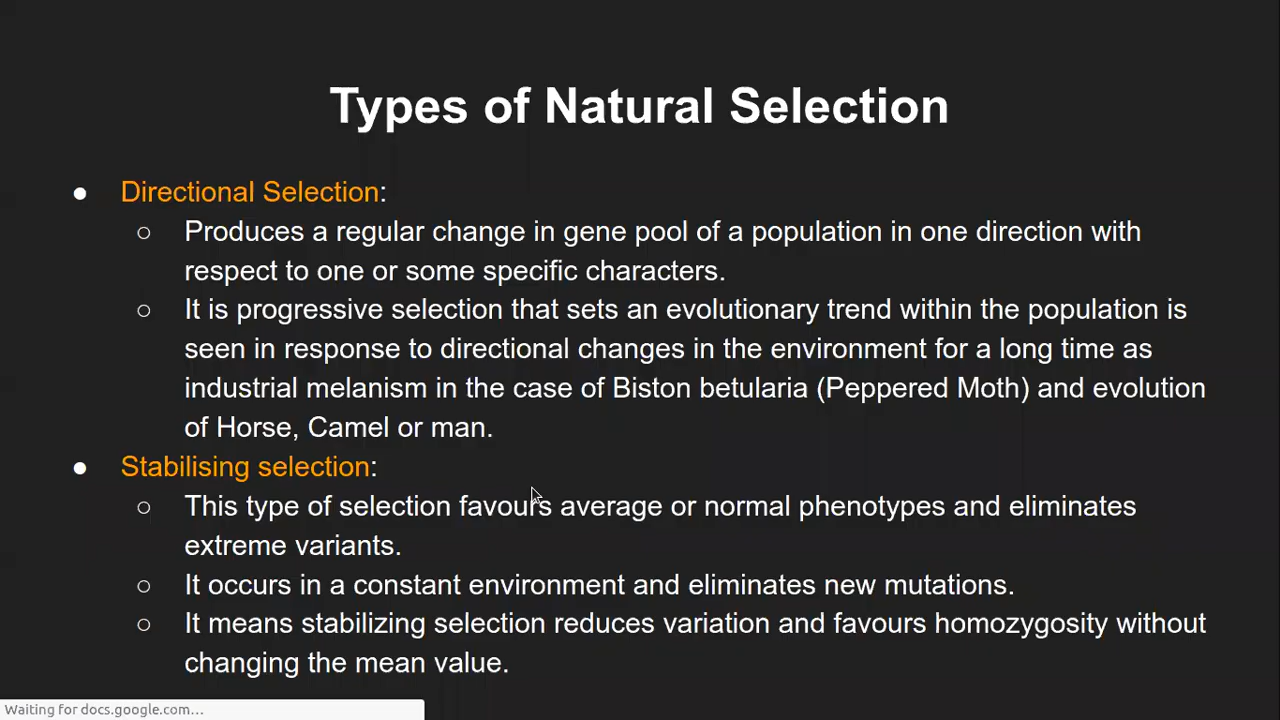 Types of Natural Selection
● Directional Selection:
○ Produces a regular change in gene pool of a population in one direction with
respect to one or some specific characters.
○ It is progressive selection that sets an evolutionary trend within the population is
seen in response to directional changes in the environment for a long time as
industrial melanism in the case of Biston betularia (Peppered Moth) and evolution
of Horse, Camel or man.
● Stabilising selection:
○ This type of selection favours average or normal phenotypes and eliminates
extreme variants.
○ It occurs in a constant environment and eliminates new mutations.
○ It means stabilizing selection reduces variation and favours homozygosity without
changing the mean value.
Waiting for docs.google.com…